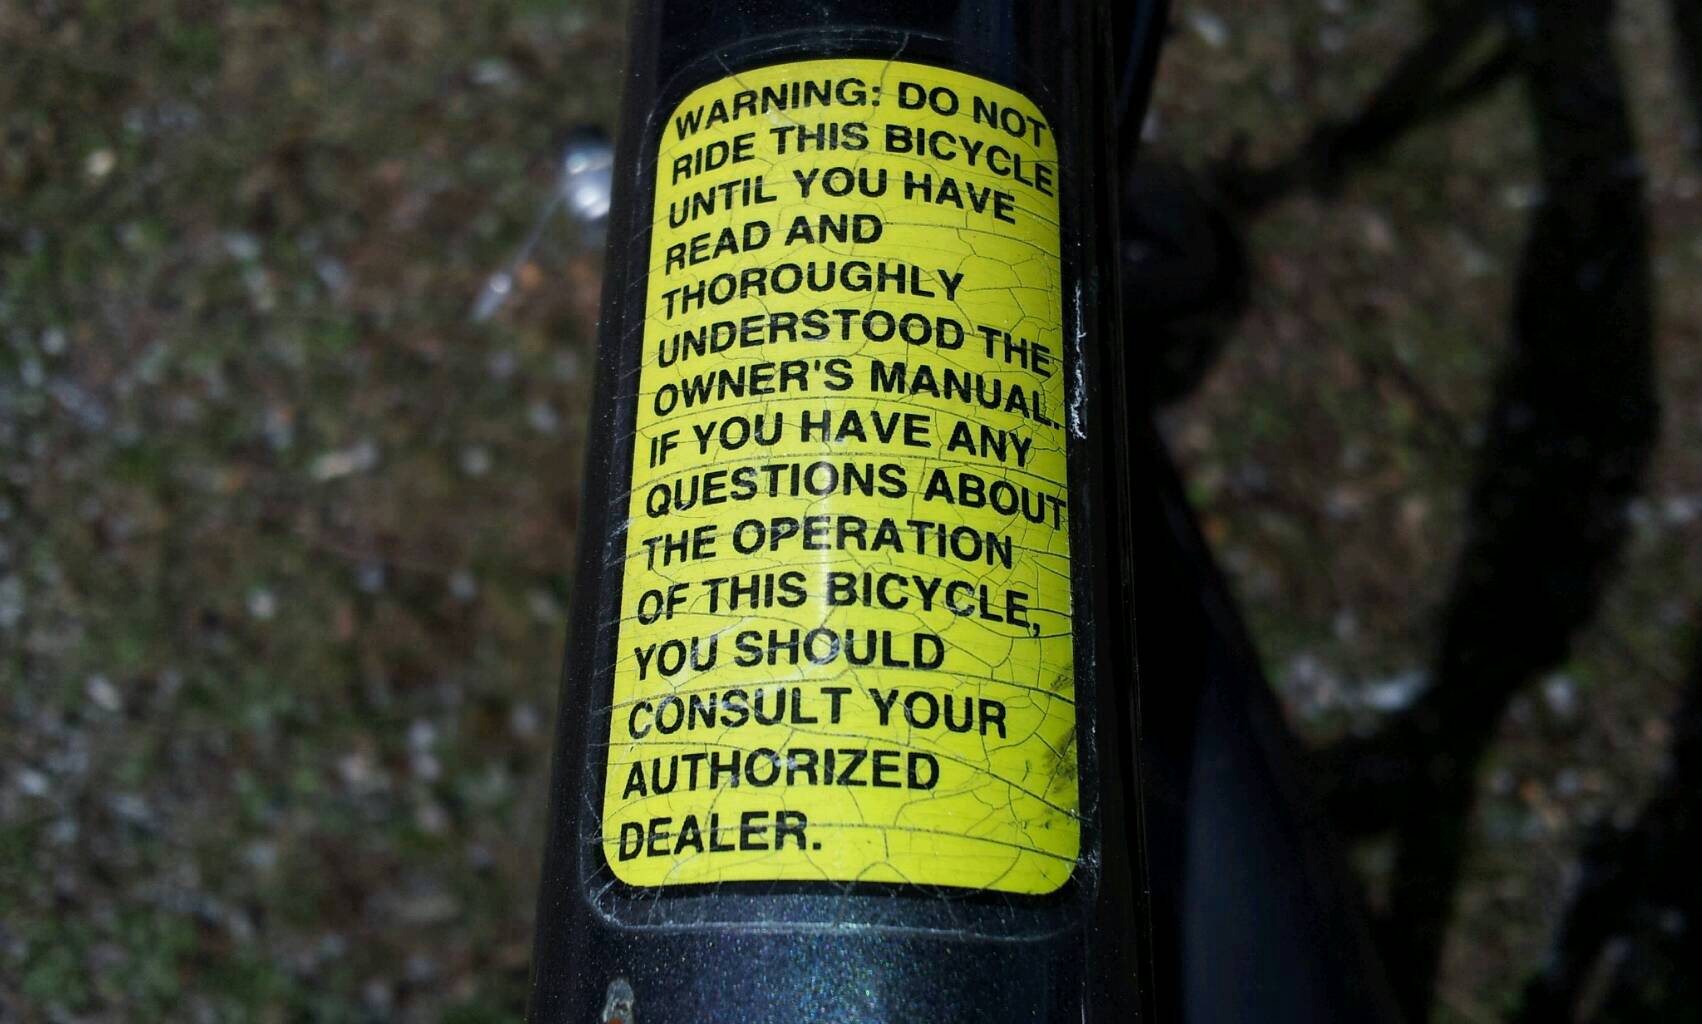 WARNING: DO NOT
RIDE THIS BICYCLE
UNTIL YOU HAVE
READ AND
THOROUGHLY
UNDERSTOOD THE
OWNER'S MANUAL.
IF YOU HAVE ANY
QUESTIONS ABOUT
THE OPERATION
OF THIS BICYCLE,
YOU SHOULD
CONSULT YOUR
AUTHORIZED
DEALER.